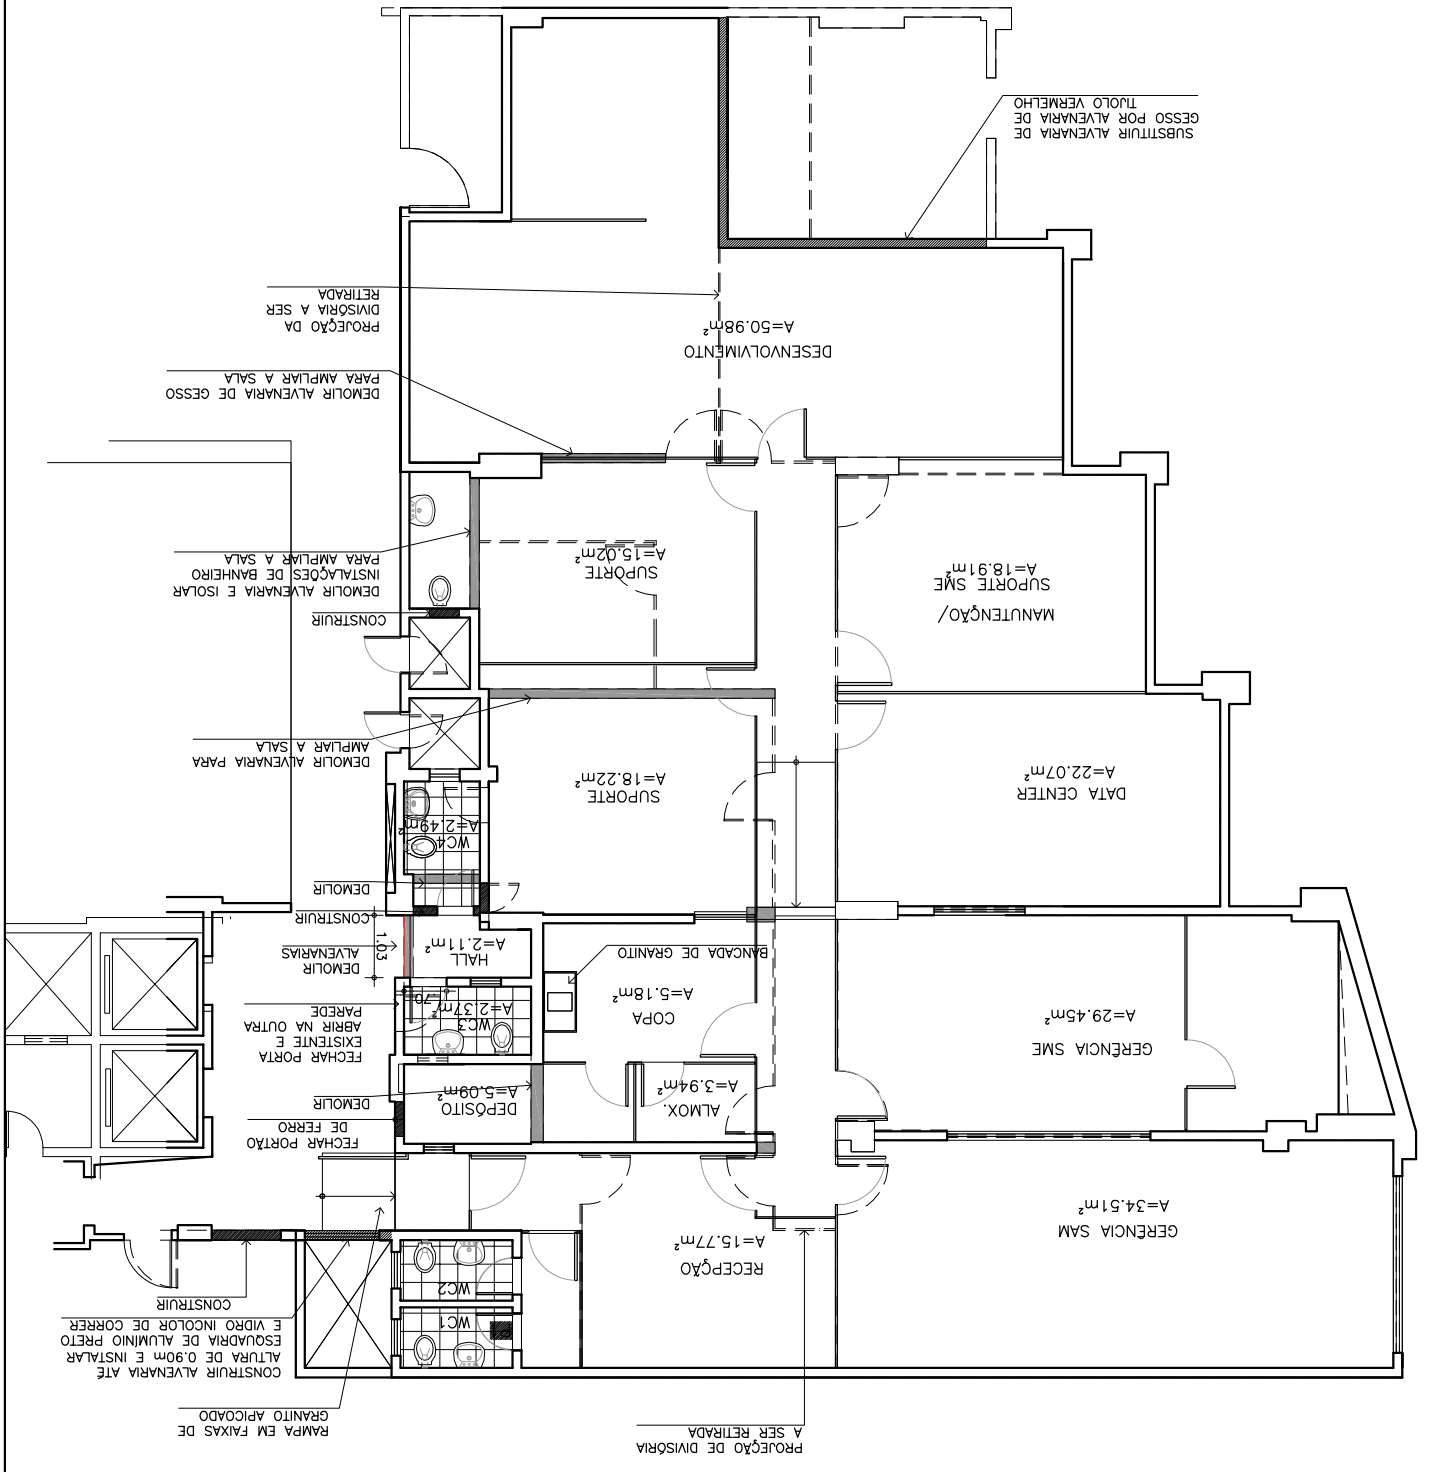 PROJEÇÃO DE DIVISÓRIA
A SER RETIRADA
RAMPA EM FAIXAS DE
GRANITO APICOADO
CONSTRUIR ALVENARIA ATÉ
ALTURA DE 0.90m E INSTALAR
ESQUADRIA DE ALUMÍNIO PRETO
E VIDRO INCOLOR DE CORRER
CONSTRUIR
WC1
WC2
GERÊNCIA SAM
A=34.51m²
RECEPÇÃO
A=15.77m²
FECHAR PORTÃO
DE FERRO
DEMOLIR
ALMOX.
A=3.94m²
DEPÓSITO
A=5.09m²
GERÊNCIA SME
A=29.45m²
COPA
A=5.18m²
BANCADA DE GRANITO
WC3
A=2.37m²
.70
FECHAR PORTA
EXISTENTE E
ABRIR NA OUTRA
PAREDE
HALL
A=2.11m²
1.03
DEMOLIR
ALVENARIAS
CONSTRUIR
DEMOLIR
WC4
A=2.49m²
DATA CENTER
A=22.07m²
SUPORTE
A=18.22m²
DEMOLIR ALVENARIA PARA
AMPLIAR A SALA
MANUTENÇÃO/
SUPORTE SME
A=18.91m²
SUPORTE
A=15.02m²
CONSTRUIR
DEMOLIR ALVENARIA E ISOLAR
INSTALAÇÕES DE BANHEIRO
PARA AMPLIAR A SALA
DEMOLIR ALVENARIA DE GESSO
PARA AMPLIAR A SALA
DESENVOLVIMENTO
A=50.98m²
PROJEÇÃO DA
DIVISÓRIA A SER
RETIRADA
SUBSTITUIR ALVENARIA DE
GESSO POR ALVENARIA DE
TIJOLO VERMELHO